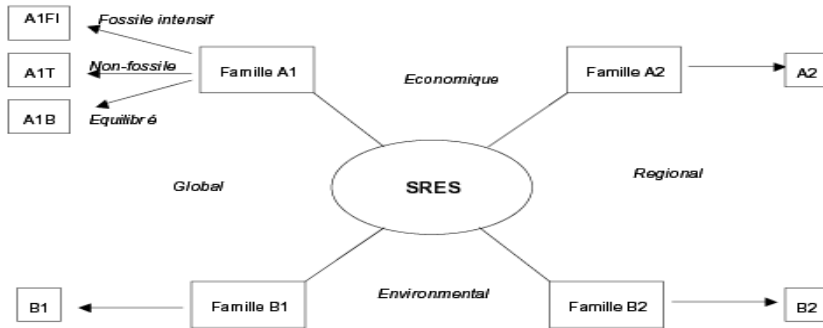 A1FI
Fossile intensif
A1T
Non-fossile
Famille A1
Economique
Famille A2
A2
A1B
Equilibré
Global
SRES
Regional
B1
Famille B1
Environmental
Famille B2
B2